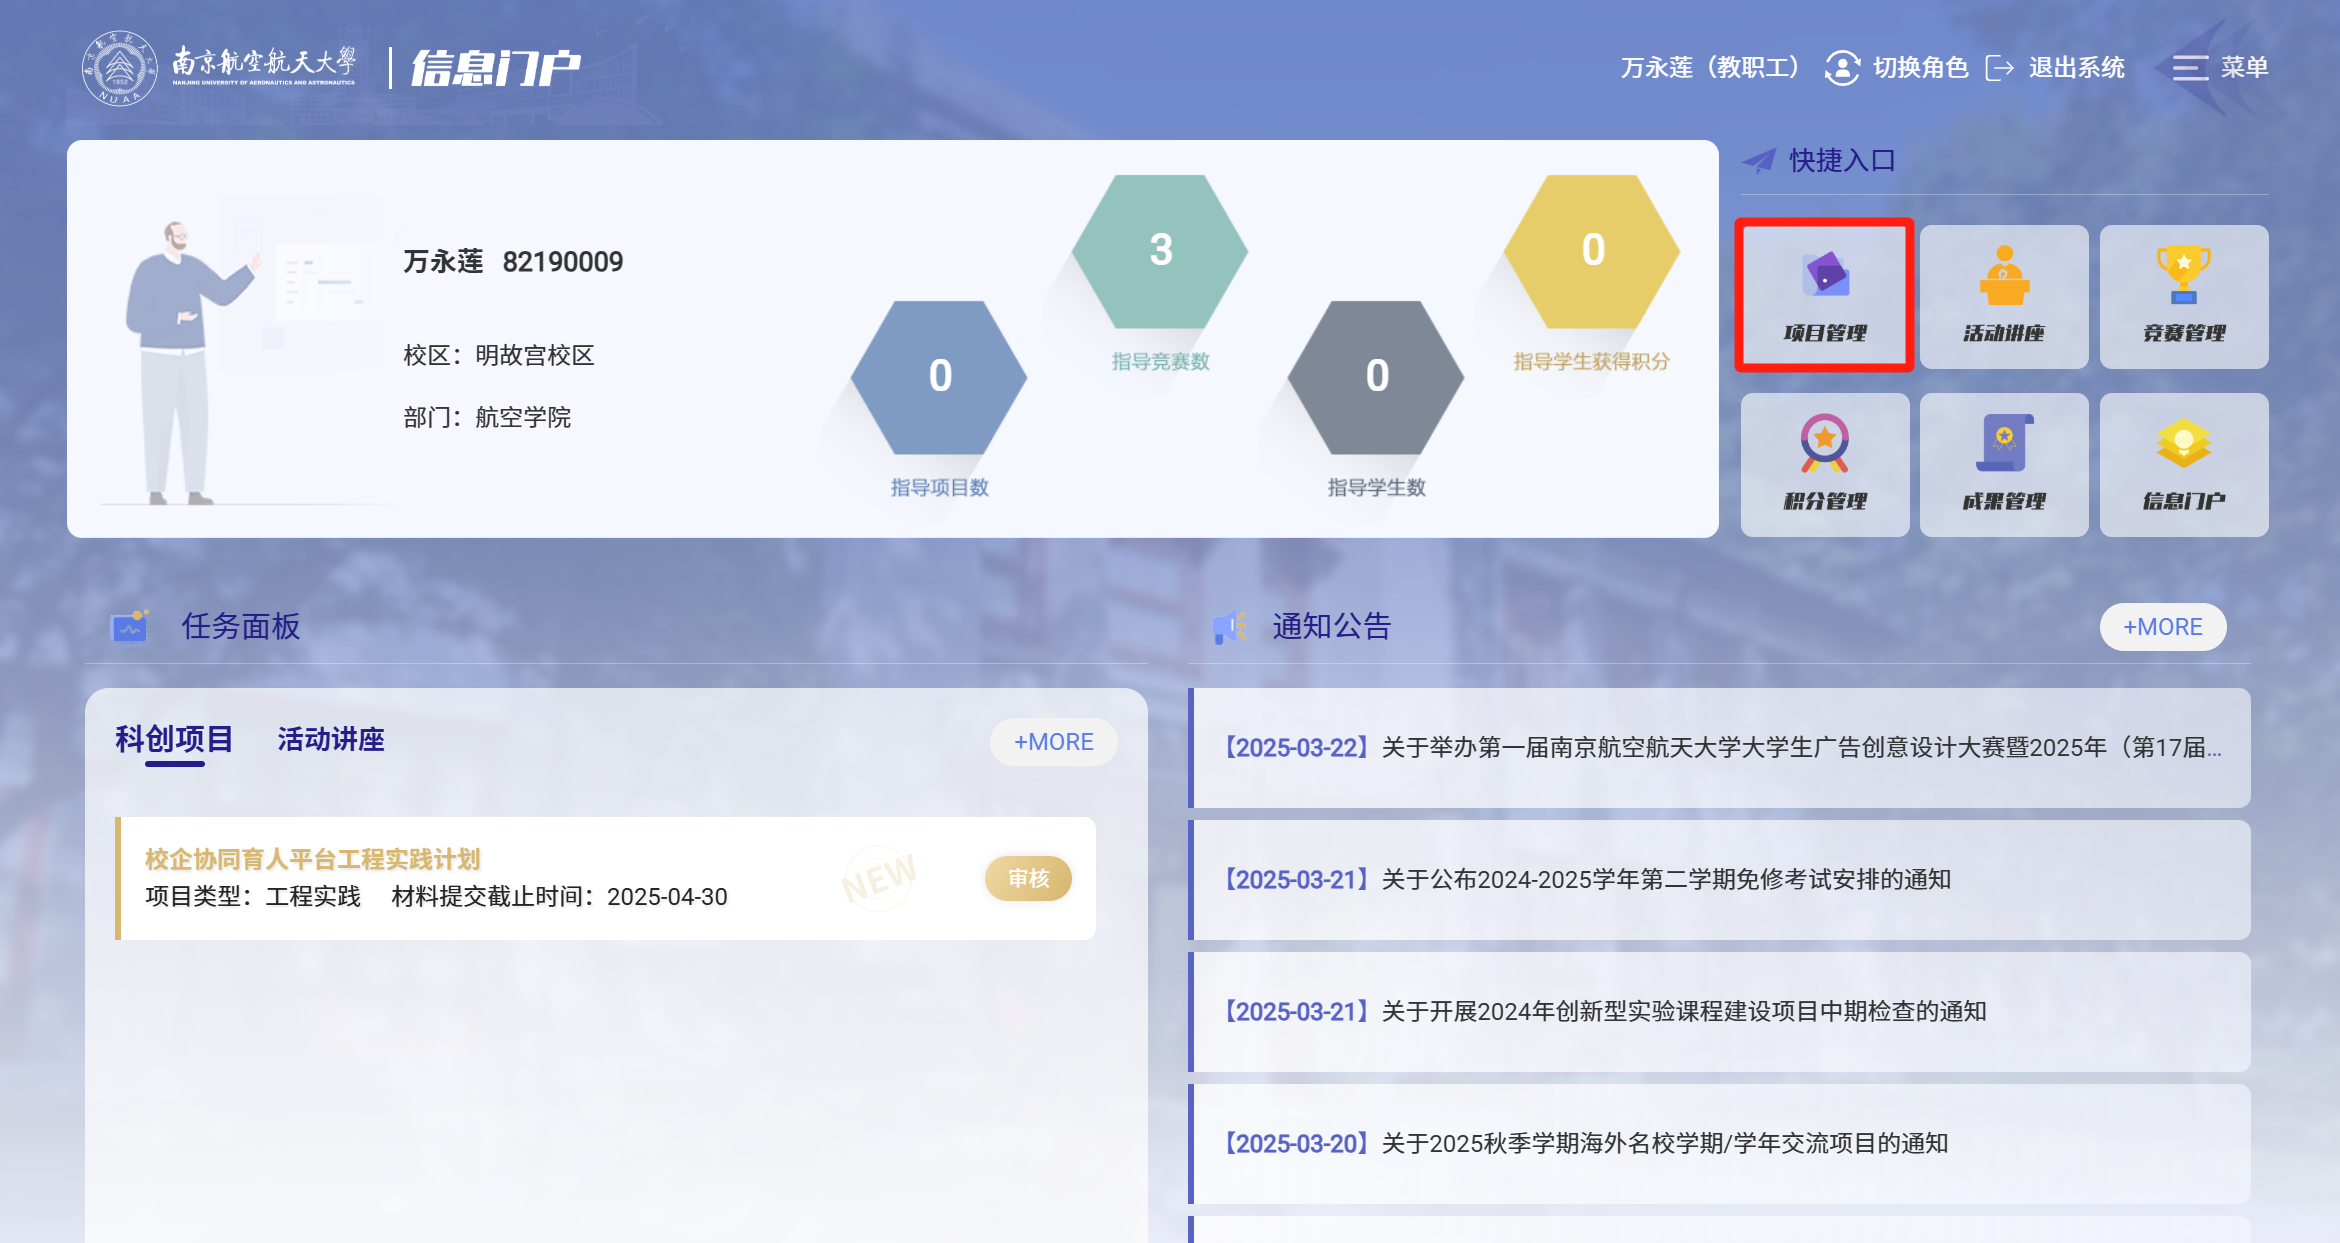 南京航空航天大學
NANJING UNIVERSITY OF AERONAUTICS AND ASTRONAUTICS
1952
NUAA
信息门户
万永莲（教职工）
切换角色
退出系统
菜单
万永莲 82190009
校区：明故宫校区
部门：航空学院
0
指导项目数
3
指导竞赛数
0
指导学生数
0
指导学生获得积分
快捷入口
项目管理
活动讲座
竞赛管理
积分管理
成果管理
信息门户
任务面板
科创项目 活动讲座
+MORE
校企协同育人平台工程实践计划
项目类型：工程实践 材料提交截止时间：2025-04-30
NEW
审核
通知公告
+MORE
【2025-03-22】关于举办第一届南京航空航天大学大学生广告创意设计大赛暨2025年（第17届...
【2025-03-21】关于公布2024-2025学年第二学期免修考试安排的通知
【2025-03-21】关于开展2024年创新型实验课程建设项目中期检查的通知
【2025-03-20】关于2025秋季学期海外名校学期/学年交流项目的通知